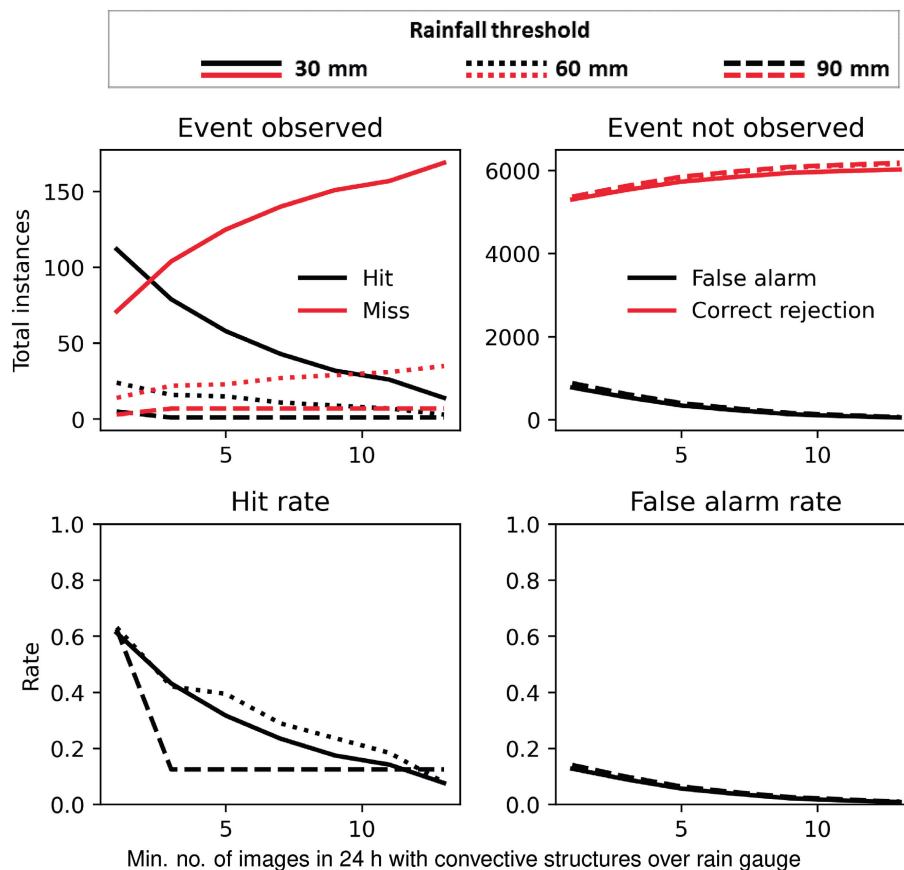 Rainfall threshold
30 mm 60 mm 90 mm
Event observed
Event not observed
Total instances
150
100
50
0
Hit
Miss
5 10
6000
4000
2000
0
False alarm
Correct rejection
5 10
Hit rate
False alarm rate
Rate
1.0
0.8
0.6
0.4
0.2
0.0
5 10
1.0
0.8
0.6
0.4
0.2
0.0
5 10
Min. no. of images in 24 h with convective structures over rain gauge